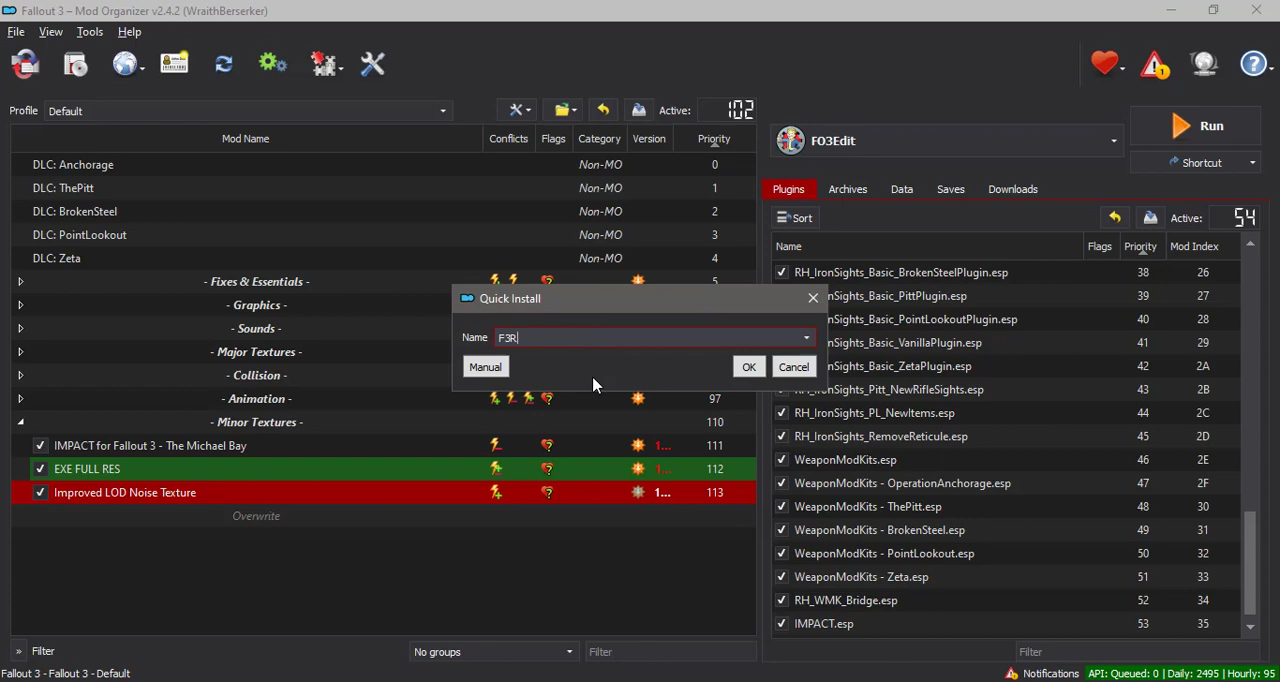 Fallout 3 – Mod Organizer v2.4.2 (WraithBerserker)
File View Tools Help
Profile Default Active: 102
Mod Name Conflicts Flags Category Version Priority
DLC: Anchorage Non-MO 0
DLC: ThePitt Non-MO 1
DLC: BrokenSteel Non-MO 2
DLC: PointLookout Non-MO 3
DLC: Zeta Non-MO 4
- Fixes & Essentials - 5
- Graphics -
- Sounds -
- Major Textures -
- Collision -
- Animation - 97
- Minor Textures - 110
IMPACT for Fallout 3 - The Michael Bay 1... 111
EXE FULL RES 1... 112
Improved LOD Noise Texture 1... 113
Overwrite
» Filter No groups Filter
Quick Install
Name F3R
Manual OK Cancel
FO3Edit Run
Shortcut
Plugins Archives Data Saves Downloads
Sort Active: 54
Name Flags Priority Mod Index
RH_IronSights_Basic_BrokenSteelPlugin.esp 38 26
Sights_Basic_PittPlugin.esp 39 27
Sights_Basic_PointLookoutPlugin.esp 40 28
Sights_Basic_VanillaPlugin.esp 41 29
Sights_Basic_ZetaPlugin.esp 42 2A
RH_IronSights_Pitt_NewRifleSights.esp 43 2B
RH_IronSights_PL_NewItems.esp 44 2C
RH_IronSights_RemoveReticule.esp 45 2D
WeaponModKits.esp 46 2E
WeaponModKits - OperationAnchorage.esp 47 2F
WeaponModKits - ThePitt.esp 48 30
WeaponModKits - BrokenSteel.esp 49 31
WeaponModKits - PointLookout.esp 50 32
WeaponModKits - Zeta.esp 51 33
RH_WMK_Bridge.esp 52 34
IMPACT.esp 53 35
Filter
Fallout 3 - Fallout 3 - Default Notifications API: Queued: 0 | Daily: 2495 | Hourly: 95